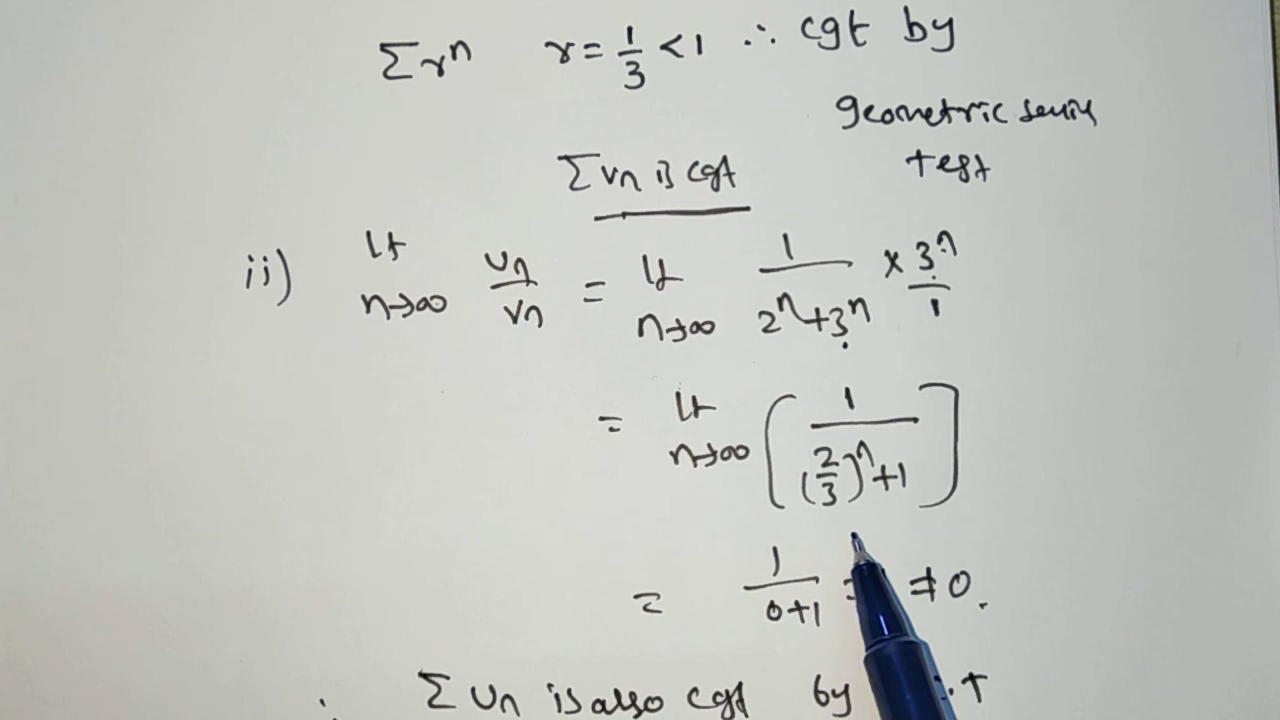 Σrⁿ r = 1/3 < 1 ∴ cgt by
geometric series
test
Σvn is cgt
ii) lt n→∞ un/vn = lt n→∞ 1/(2ⁿ+3ⁿ) × 3ⁿ/1
= lt n→∞ [1/((2/3)ⁿ+1)]
= 1/(0+1) = ≠ 0.
∴ Σun is also cgt by .T